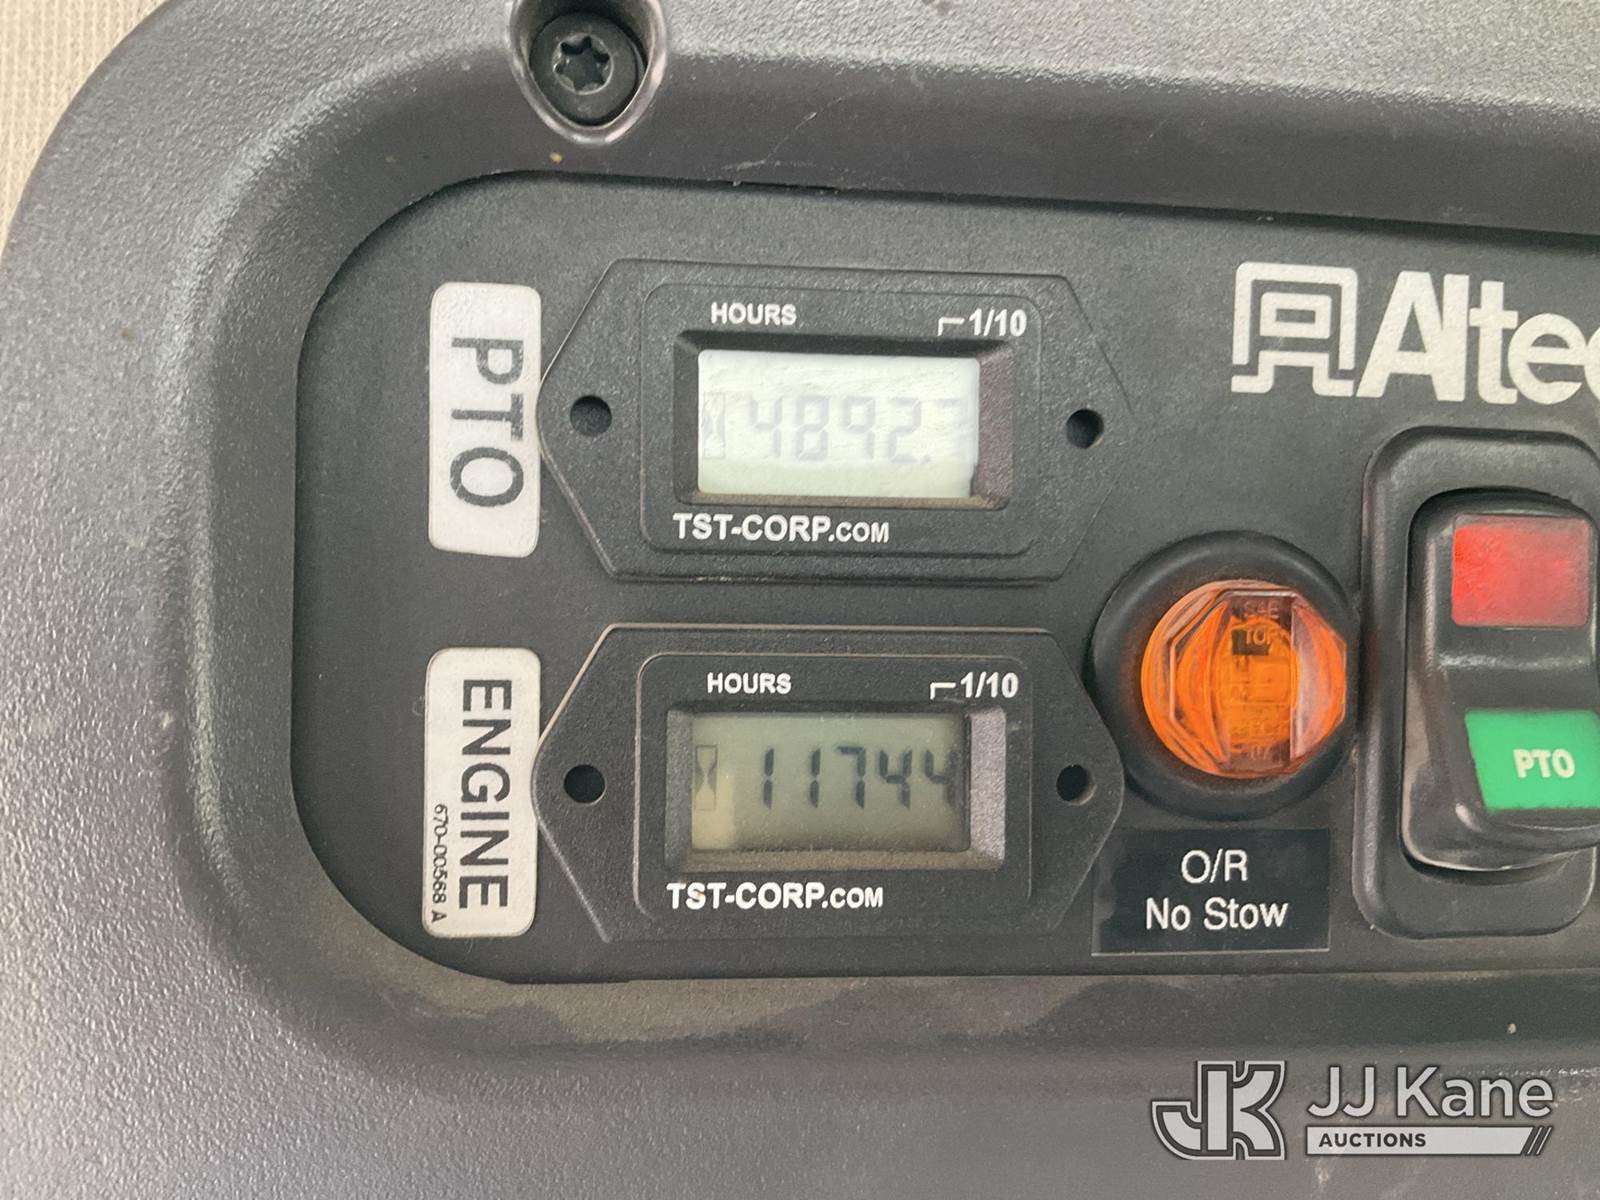 PTO
HOURS 1/10
4892.
TST-CORP.COM
Altec
ENGINE
670-00568 A
HOURS 1/10
11744
TST-CORP.COM
TOP
PTO
O/R
No Stow
JJ Kane
AUCTIONS